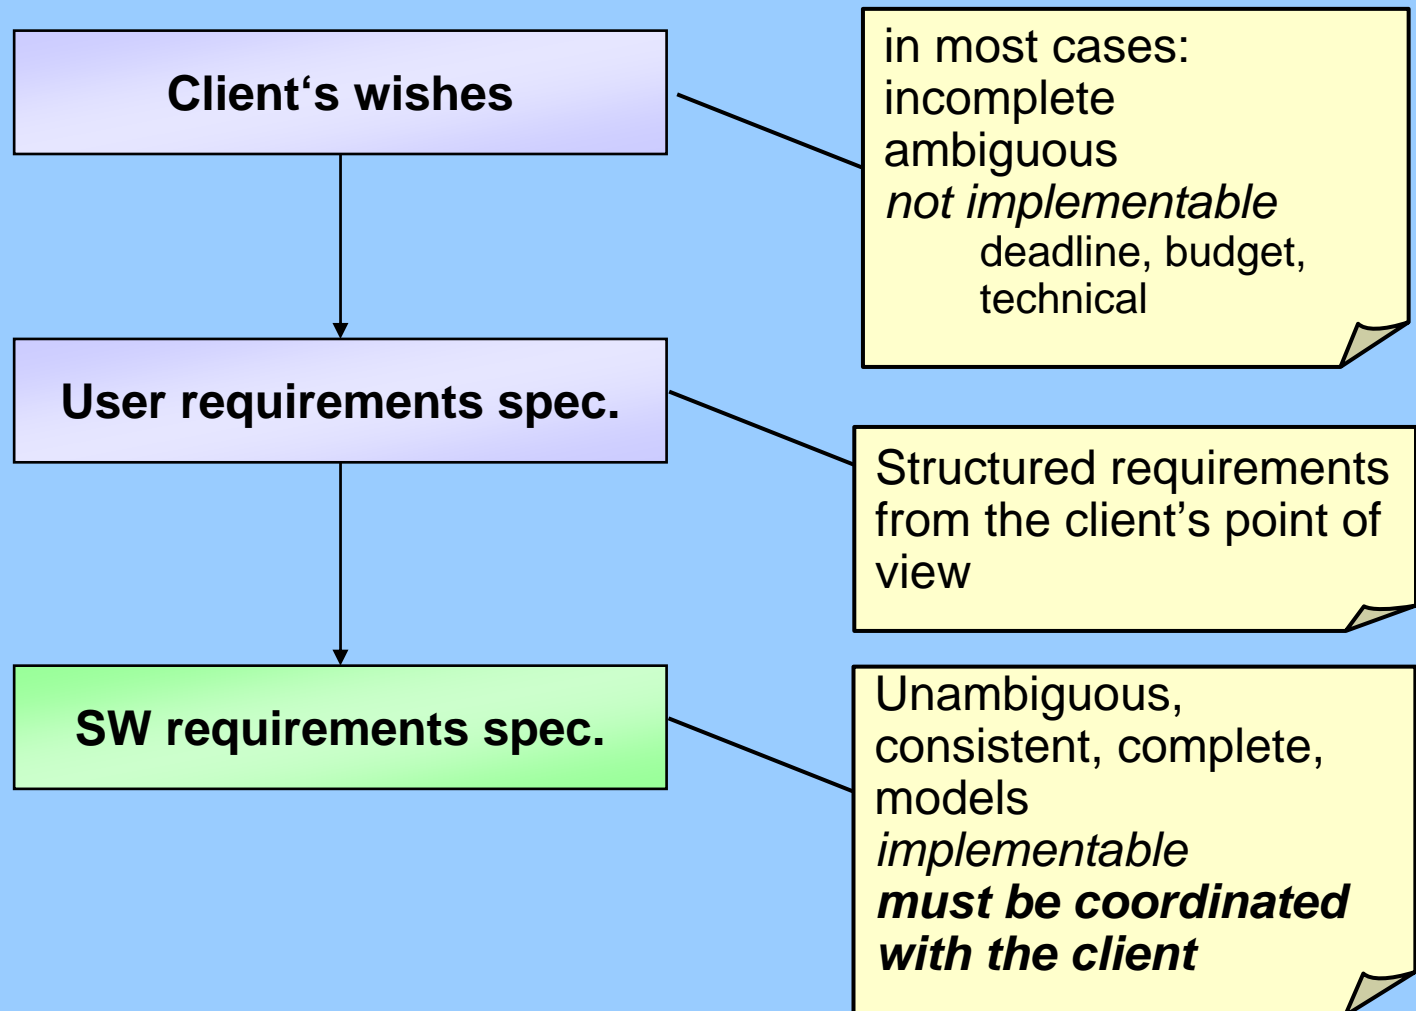 Client‘s wishes
in most cases:
incomplete
ambiguous
not implementable
deadline, budget,
technical
User requirements spec.
Structured requirements
from the client’s point of
view
SW requirements spec.
Unambiguous,
consistent, complete,
models
implementable
must be coordinated
with the client